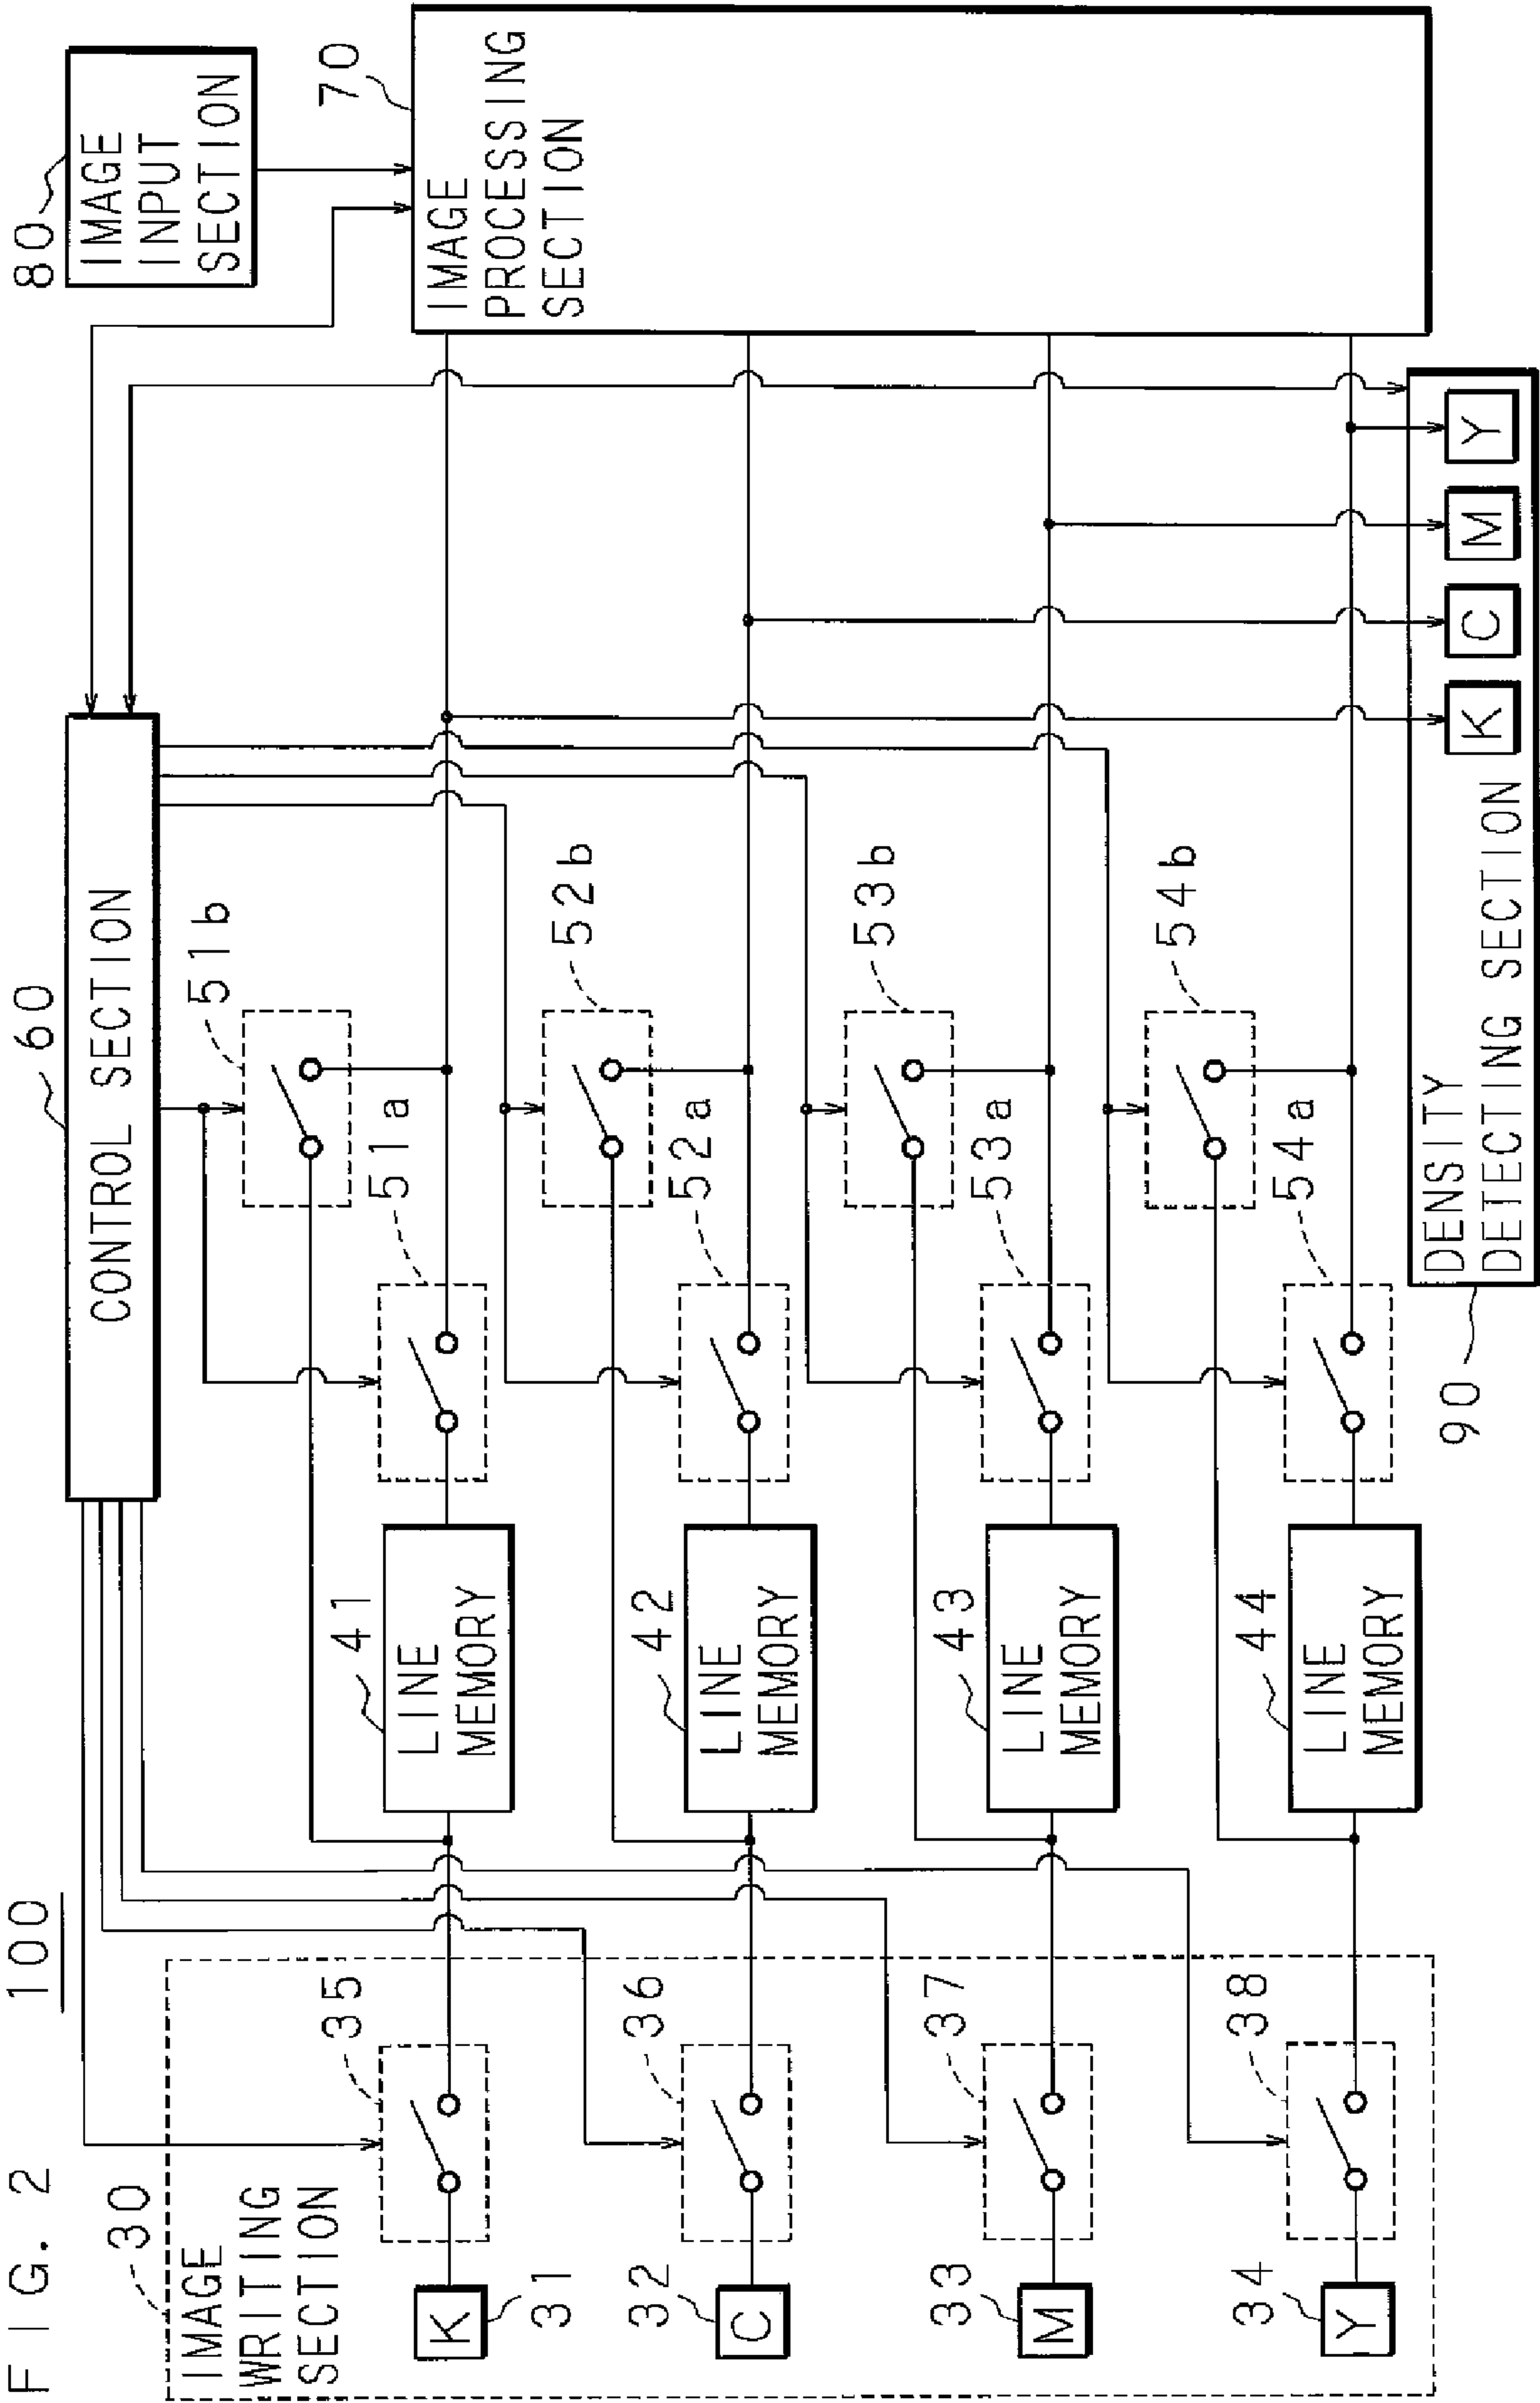 FIG. 2
100
80
IMAGE
INPUT
SECTION
60
CONTROL SECTION
70
IMAGE
PROCESSING
SECTION
30
IMAGE
WRITING
SECTION
51b
51a
41
LINE
MEMORY
35
K
31
52b
52a
42
LINE
MEMORY
36
C
32
53b
53a
43
LINE
MEMORY
37
M
33
54b
54a
44
LINE
MEMORY
38
Y
34
90
DENSITY
DETECTING SECTION
K
C
M
Y